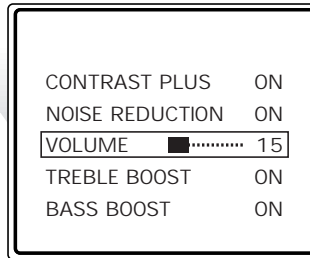 CONTRAST PLUS ON
NOISE REDUCTION ON
VOLUME 15
TREBLE BOOST ON
BASS BOOST ON